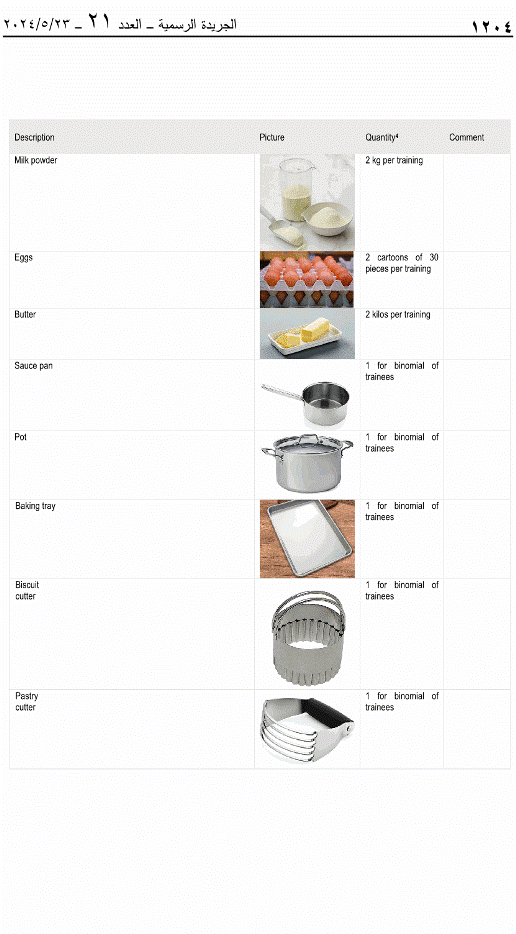 ١٢٠٤
الجريدة الرسمية ــ العدد ٢١ ــ ٢٠٢٤/٥/٢٣
Description Picture Quantity⁴ Comment
Milk powder 2 kg per training
Eggs 2 cartoons of 30
pieces per training
Butter 2 kilos per training
Sauce pan 1 for binomial of
trainees
Pot 1 for binomial of
trainees
Baking tray 1 for binomial of
trainees
Biscuit 1 for binomial of
cutter trainees
Pastry 1 for binomial of
cutter trainees